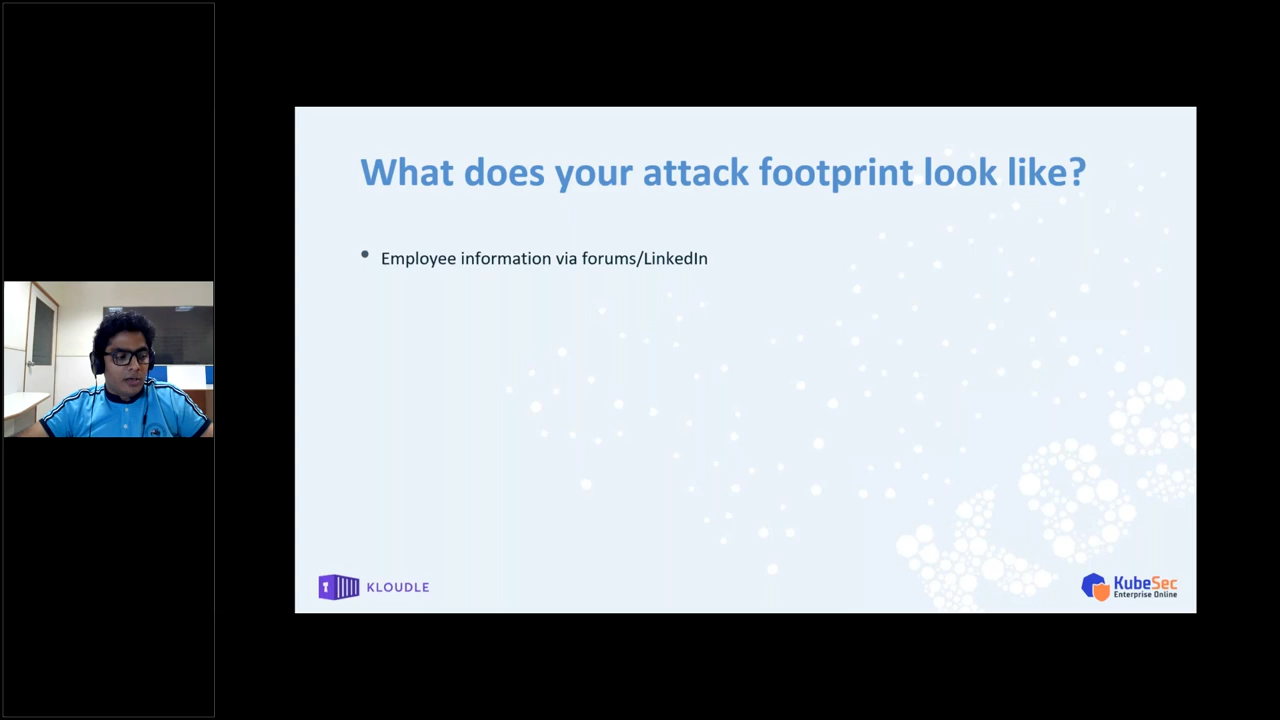 What does your attack footprint look like?
• Employee information via forums/LinkedIn
KLOUDLE
KubeSec
Enterprise Online